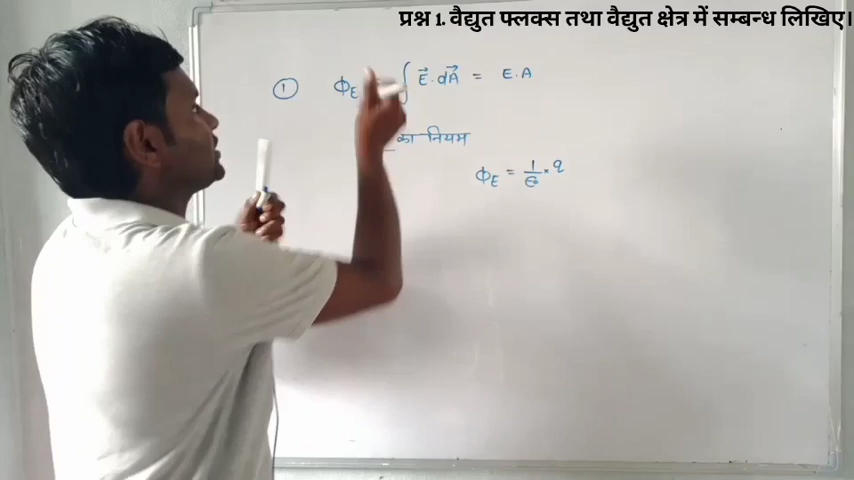 प्रश्न 1. वैद्युत फ्लक्स तथा वैद्युत क्षेत्र में सम्बन्ध लिखिए।
① ϕ_E ∫ E⃗ · dA⃗ = E.A
का नियम
ϕ_E = 1/ϵ₀ × q